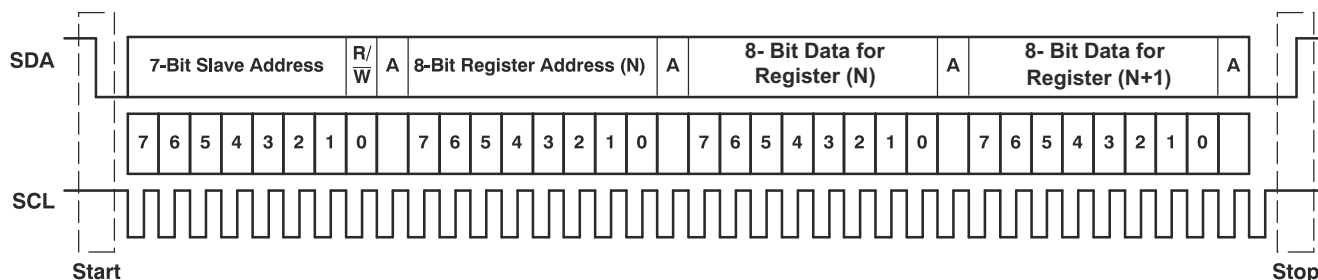 SDA
7-Bit Slave Address
R/
W
A
8-Bit Register Address (N)
A
8- Bit Data for
Register (N)
A
8- Bit Data for
Register (N+1)
A
7 6 5 4 3 2 1 0 7 6 5 4 3 2 1 0 7 6 5 4 3 2 1 0 7 6 5 4 3 2 1 0
SCL
Start
Stop